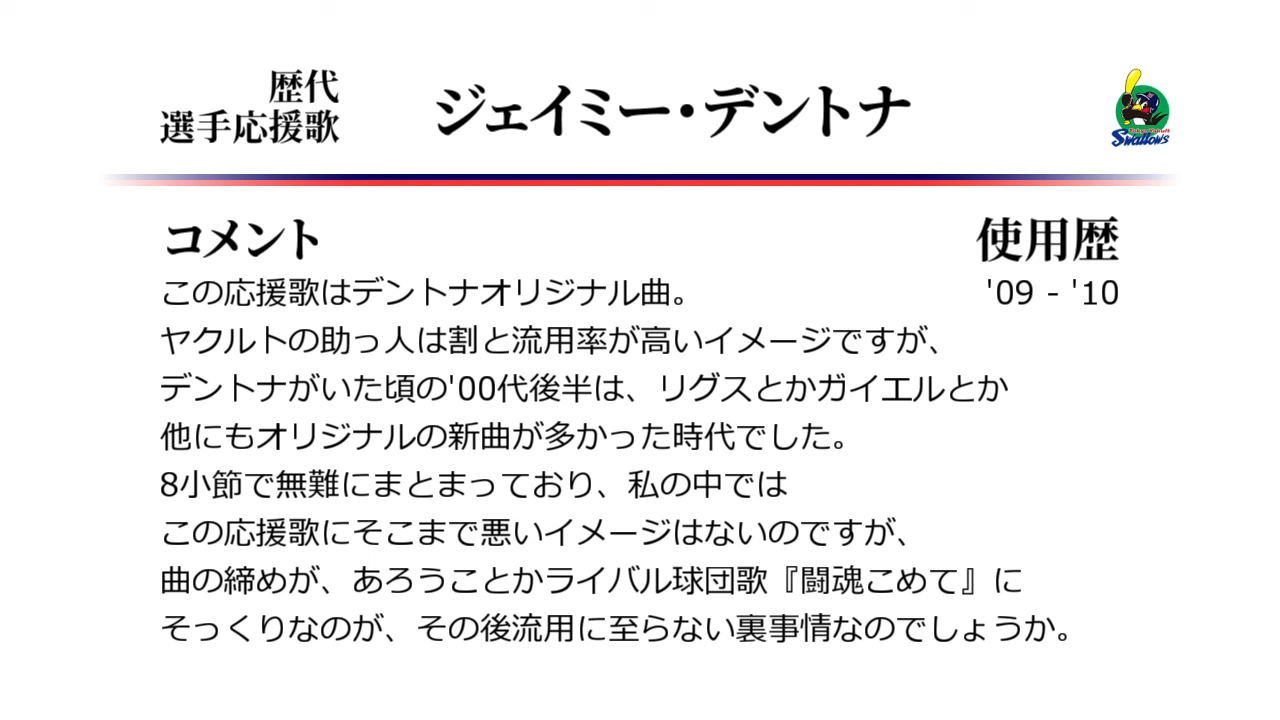 歴代
選手応援歌
ジェイミー・デントナ
Tokyo Yakult
Swallows
コメント
使用歴
この応援歌はデントナオリジナル曲。
'09 - '10
ヤクルトの助っ人は割と流用率が高いイメージですが、
デントナがいた頃の'00代後半は、リグスとかガイエルとか
他にもオリジナルの新曲が多かった時代でした。
8小節で無難にまとまっており、私の中では
この応援歌にそこまで悪いイメージはないのですが、
曲の締めが、あろうことかライバル球団歌『闘魂こめて』に
そっくりなのが、その後流用に至らない裏事情なのでしょうか。